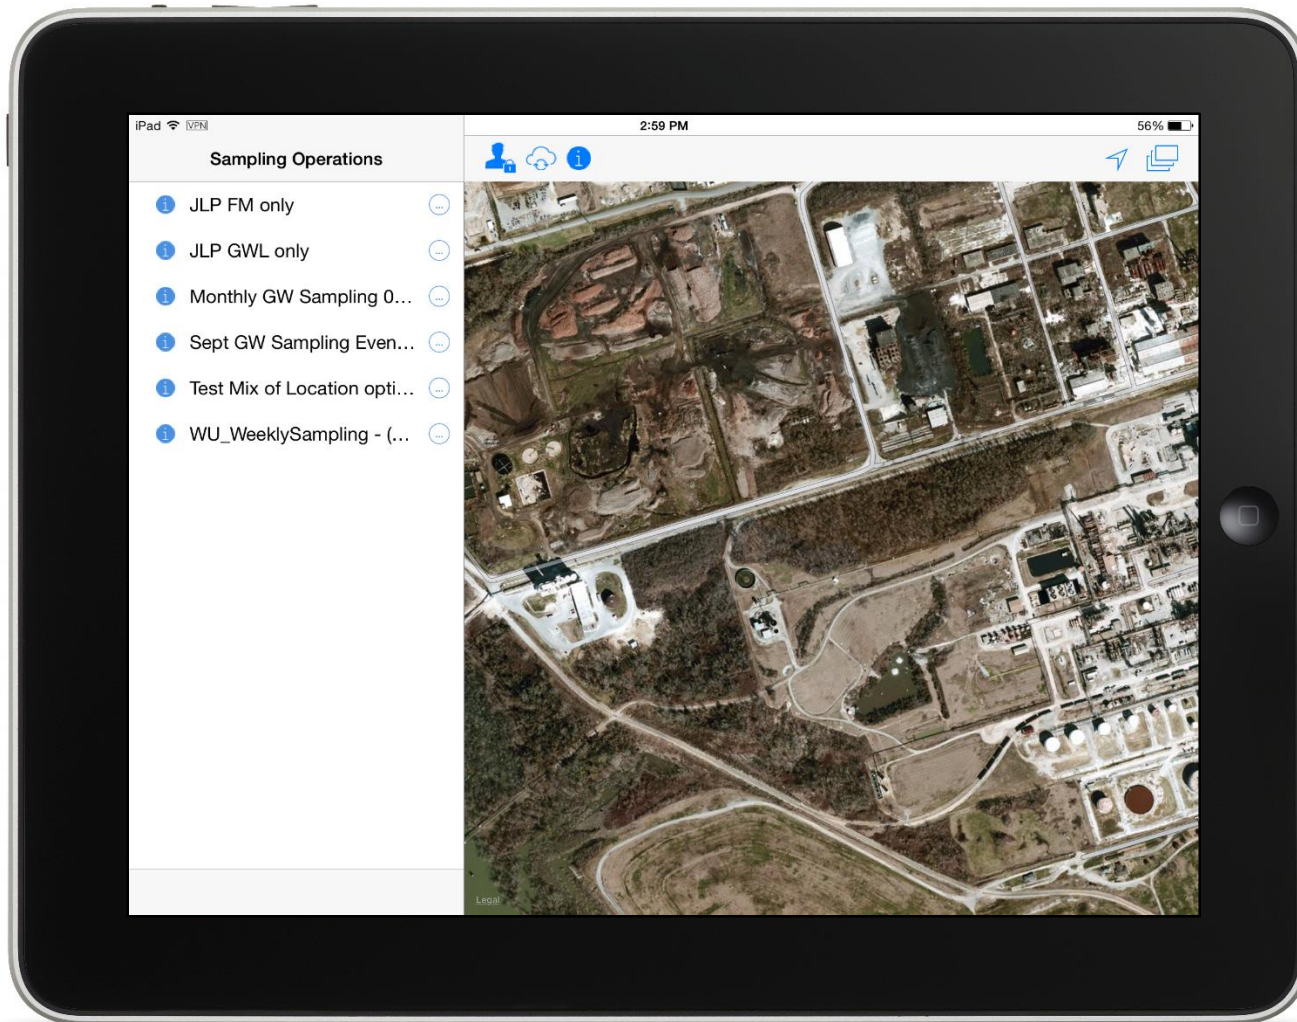 iPad VPN 2:59 PM 56%
Sampling Operations
JLP FM only
JLP GWL only
Monthly GW Sampling 0...
Sept GW Sampling Even...
Test Mix of Location opti...
WU_WeeklySampling - (...
Legal